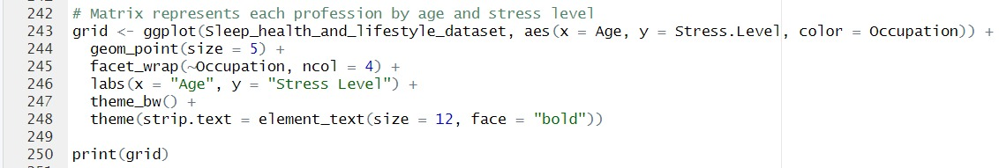 242 # Matrix represents each profession by age and stress level
243 grid <- ggplot(Sleep_health_and_lifestyle_dataset, aes(x = Age, y = Stress.Level, color = Occupation)) +
244   geom_point(size = 5) +
245   facet_wrap(~Occupation, ncol = 4) +
246   labs(x = "Age", y = "Stress Level") +
247   theme_bw() +
248   theme(strip.text = element_text(size = 12, face = "bold"))
249
250 print(grid)